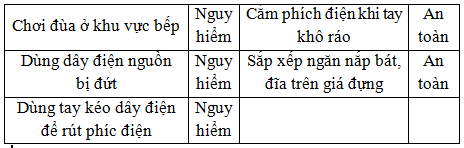 Chơi đùa ở khu vực bếp
Nguy
hiểm
Cắm phích điện khi tay
khô ráo
An
toàn
Dùng dây điện nguồn
bị đứt
Nguy
hiểm
Sắp xếp ngăn nắp bát,
đĩa trên giá đựng
An
toàn
Dùng tay kéo dây điện
để rút phíc điện
Nguy
hiểm